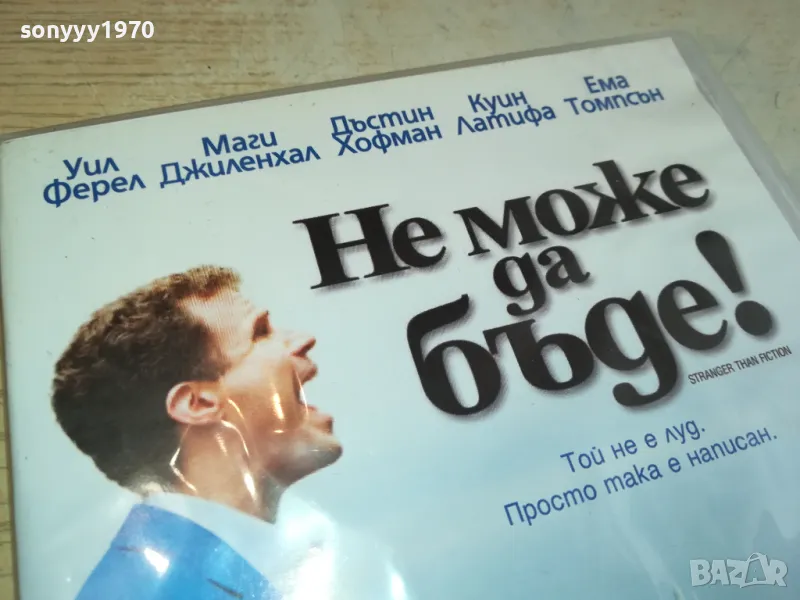 sonyyy1970
Уил Ферел
Маги Джиленхал
Дъстин Хофман
Куин Латифа
Ема Томпсън
Не може
да
бъде!
STRANGER THAN FICTION
Той не е луд.
Просто така е написан.
BAZAR